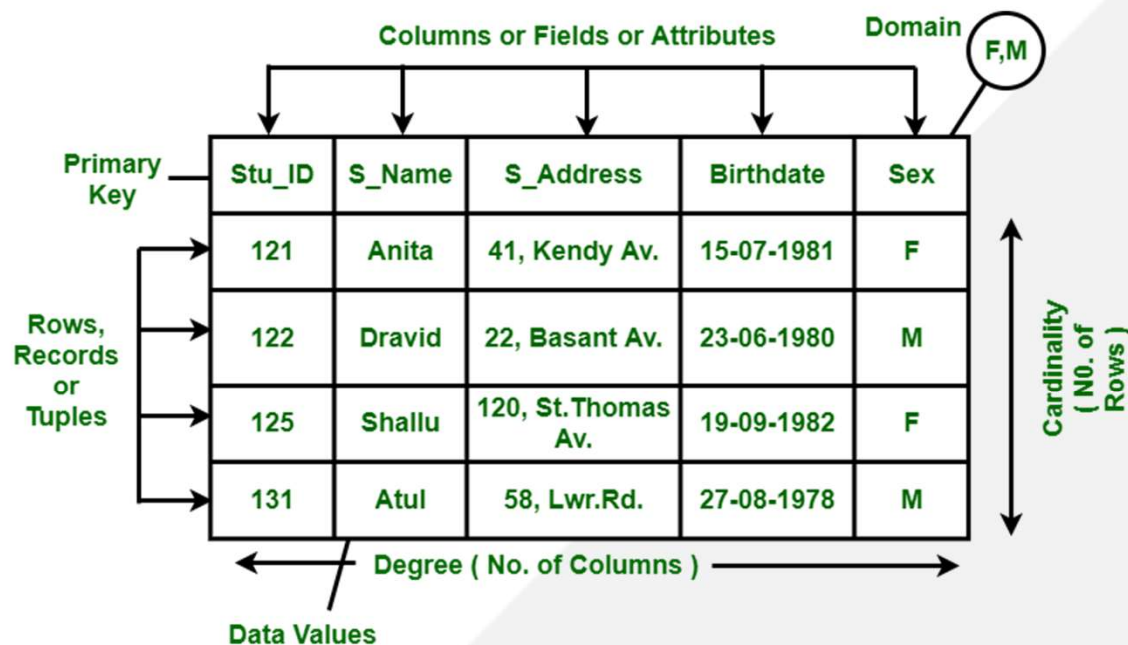 Columns or Fields or Attributes
Domain
F,M
Primary
Key
Stu_ID S_Name S_Address Birthdate Sex
121 Anita 41, Kendy Av. 15-07-1981 F
Rows,
Records
or
Tuples
122 Dravid 22, Basant Av. 23-06-1980 M
125 Shallu 120, St.Thomas
Av. 19-09-1982 F
131 Atul 58, Lwr.Rd. 27-08-1978 M
Cardinality
( N0. of
Rows )
Degree ( No. of Columns )
Data Values